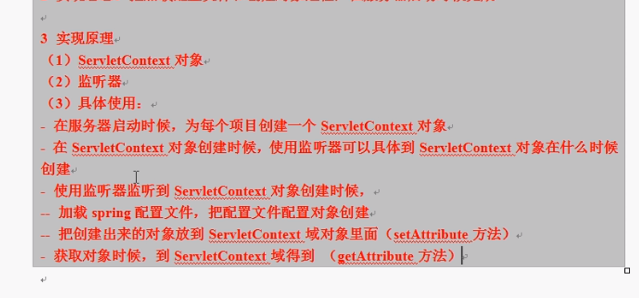 3 实现原理
（1）ServletContext 对象
（2）监听器
（3）具体使用：
- 在服务器启动时候，为每个项目创建一个 ServletContext 对象
- 在 ServletContext 对象创建时候，使用监听器可以具体到 ServletContext 对象在什么时候
创建
- 使用监听器监听到 ServletContext 对象创建时候，
-- 加载 spring 配置文件，把配置文件配置对象创建
-- 把创建出来的对象放到 ServletContext 域对象里面（setAttribute 方法）
- 获取对象时候，到 ServletContext 域得到 （getAttribute 方法）